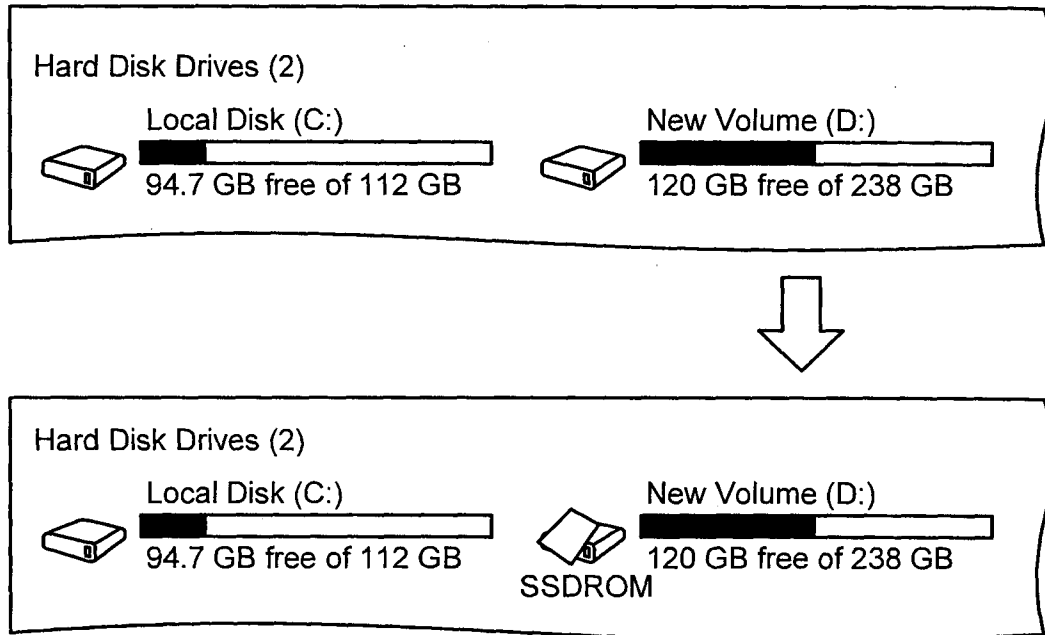 Hard Disk Drives (2)
Local Disk (C:)
94.7 GB free of 112 GB
New Volume (D:)
120 GB free of 238 GB
Hard Disk Drives (2)
Local Disk (C:)
94.7 GB free of 112 GB
New Volume (D:)
120 GB free of 238 GB
SSDROM